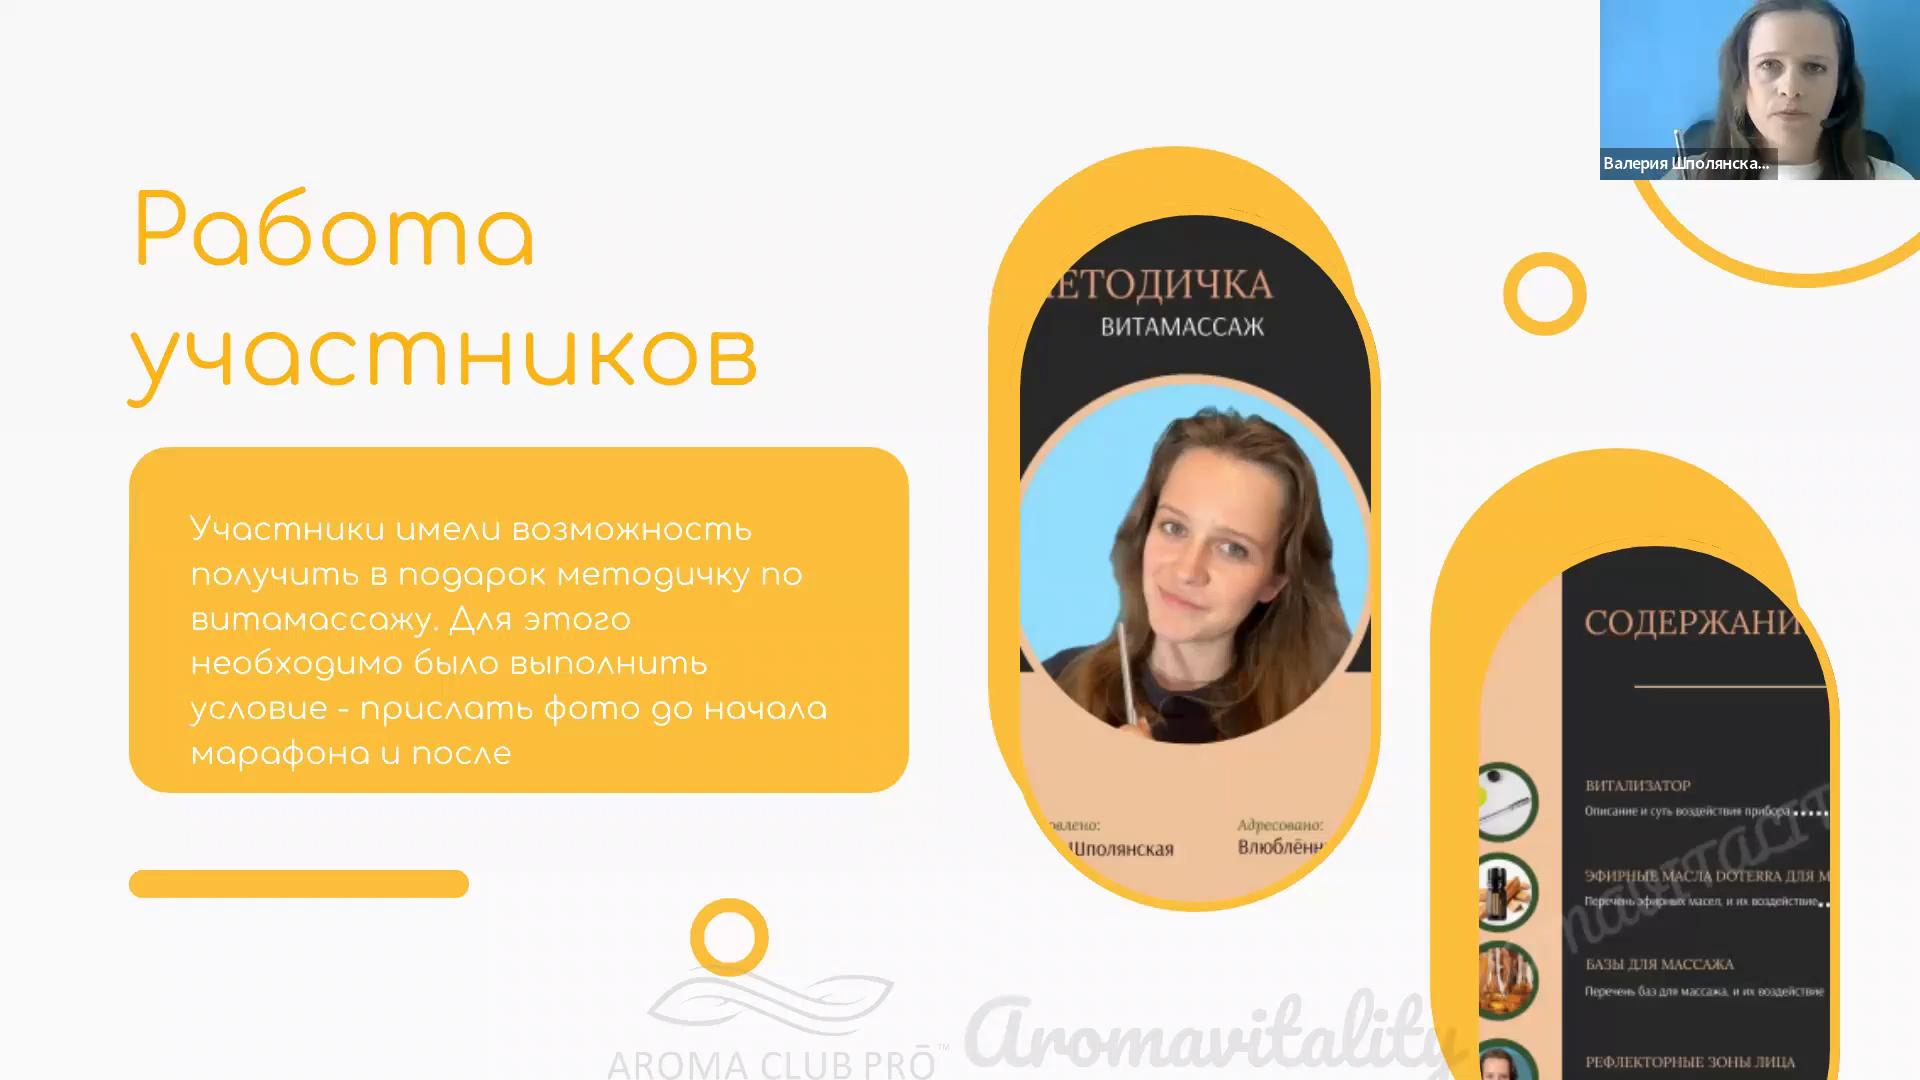 Валерия Шполянска...
Работа
участников
Участники имели возможность
получить в подарок методичку по
витамассажу. Для этого
необходимо было выполнить
условие - прислать фото до начала
марафона и после
ЕТОДИЧКА
ВИТАМАССАЖ
овлено:
Шполянская
Адресовано:
Влюблённ
СОДЕРЖАНИ
ВИТАЛИЗАТОР
Описание и суть воздействия прибора
ЭФИРНЫЕ МАСЛА DOTERRA ДЛЯ М
Перечень эфирных масел, и их воздействие
БАЗЫ ДЛЯ МАССАЖА
Перечень баз для массажа, и их воздействие
РЕФЛЕКТОРНЫЕ ЗОНЫ ЛИЦА
AROMA CLUB PRŌ™
Aromavitality